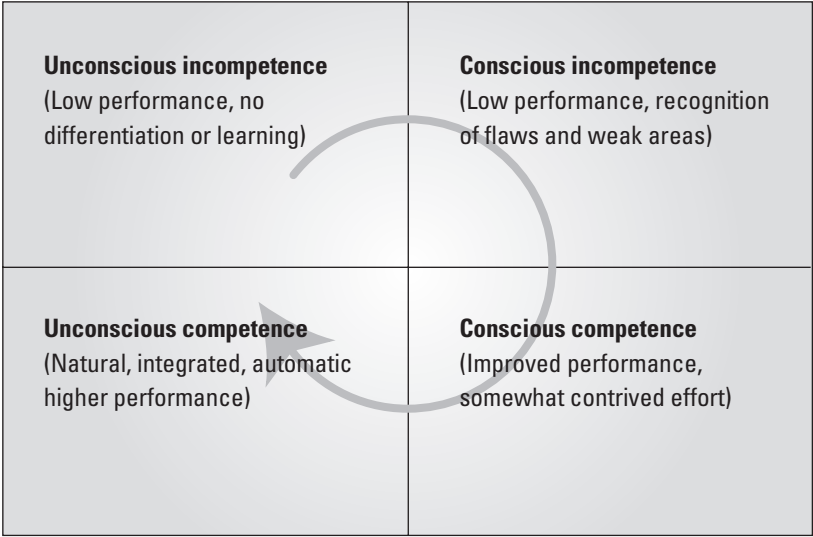 Unconscious incompetence
(Low performance, no
differentiation or learning)
Conscious incompetence
(Low performance, recognition
of flaws and weak areas)
Unconscious competence
(Natural, integrated, automatic
higher performance)
Conscious competence
(Improved performance,
somewhat contrived effort)